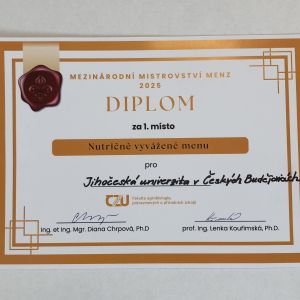 MEZINÁRODNÍ MISTROVSTVÍ MENZ
2025
DIPLOM
za 1. místo
Nutričně vyvážené menu
pro
Jihočeská univerzita v Českých Budějovicích
ČZU Fakulta agrobiologie,
potravinových a přírodních zdrojů
Ing. et Ing. Mgr. Diana Chrpová, Ph.D
prof. Ing. Lenka Kouřimská, Ph.D